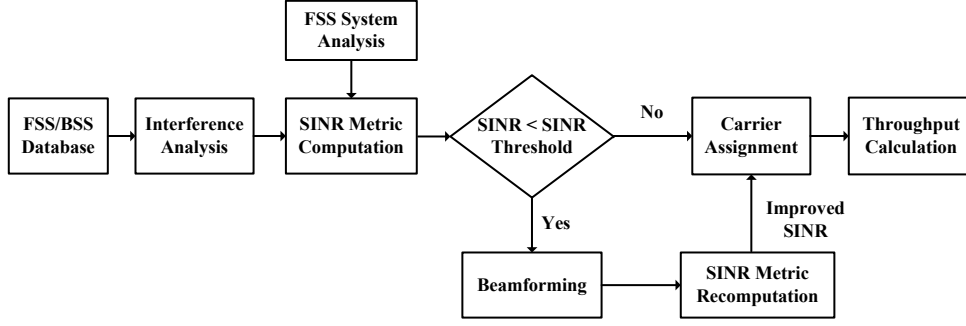 FSS System
Analysis
FSS/BSS
Database
Interference
Analysis
SINR Metric
Computation
SINR < SINR
Threshold
No
Carrier
Assignment
Throughput
Calculation
Yes
Improved
SINR
Beamforming
SINR Metric
Recomputation